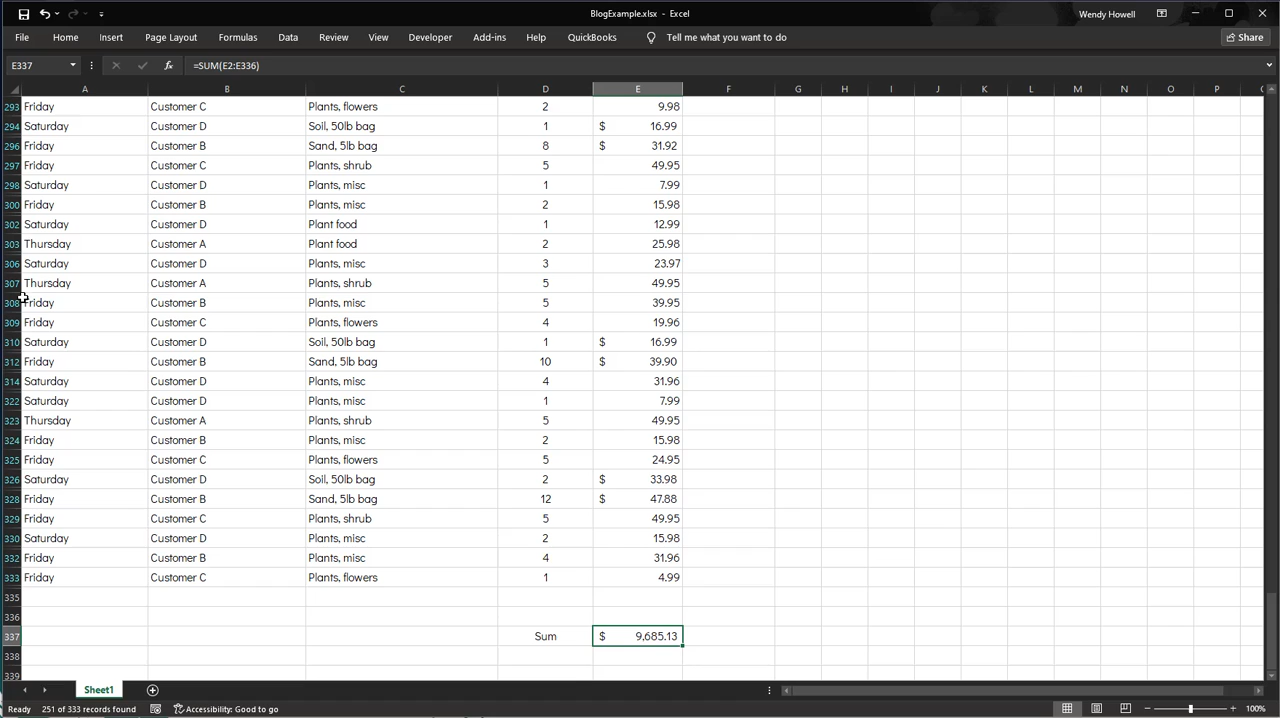 BlogExample.xlsx - Excel
Wendy Howell
File Home Insert Page Layout Formulas Data Review View Developer Add-ins Help QuickBooks Tell me what you want to do Share
E337 fx =SUM(E2:E336)
A B C D E F G H I J K L M N O P
293 Friday Customer C Plants, flowers 2 9.98
294 Saturday Customer D Soil, 50lb bag 1 $ 16.99
296 Friday Customer B Sand, 5lb bag 8 $ 31.92
297 Friday Customer C Plants, shrub 5 49.95
298 Saturday Customer D Plants, misc 1 7.99
300 Friday Customer B Plants, misc 2 15.98
302 Saturday Customer D Plant food 1 12.99
303 Thursday Customer A Plant food 2 25.98
306 Saturday Customer D Plants, misc 3 23.97
307 Thursday Customer A Plants, shrub 5 49.95
308 Friday Customer B Plants, misc 5 39.95
309 Friday Customer C Plants, flowers 4 19.96
310 Saturday Customer D Soil, 50lb bag 1 $ 16.99
312 Friday Customer B Sand, 5lb bag 10 $ 39.90
314 Saturday Customer D Plants, misc 4 31.96
322 Saturday Customer D Plants, misc 1 7.99
323 Thursday Customer A Plants, shrub 5 49.95
324 Friday Customer B Plants, misc 2 15.98
325 Friday Customer C Plants, flowers 5 24.95
326 Saturday Customer D Soil, 50lb bag 2 $ 33.98
328 Friday Customer B Sand, 5lb bag 12 $ 47.88
329 Friday Customer C Plants, shrub 5 49.95
330 Saturday Customer D Plants, misc 2 15.98
332 Friday Customer B Plants, misc 4 31.96
333 Friday Customer C Plants, flowers 1 4.99
335
336
337 Sum $ 9,685.13
338
339
Sheet1
Ready 251 of 333 records found Accessibility: Good to go 100%